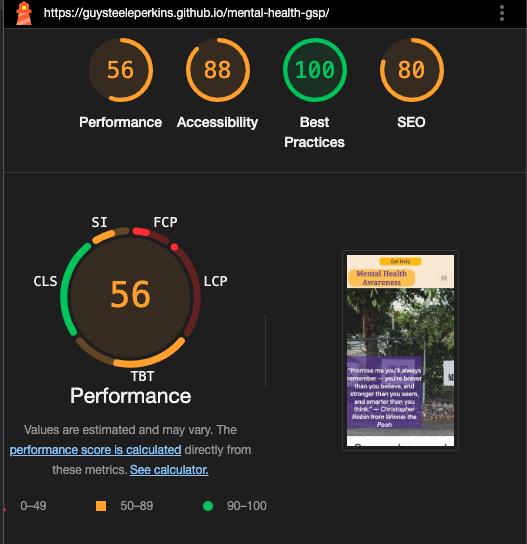 https://guysteeleperkins.github.io/mental-health-gsp/
56
88
100
80
Performance
Accessibility
Best
Practices
SEO
SI
FCP
CLS
LCP
56
TBT
Performance
Values are estimated and may vary. The
performance score is calculated directly from
these metrics. See calculator.
0–49
50–89
90–100
Get Help
Mental Health
Awareness
"Promise me you'll always
remember — you're braver
than you believe, and
stronger than you seem,
and smarter than you
think." — Christopher
Robin from Winnie the
Pooh